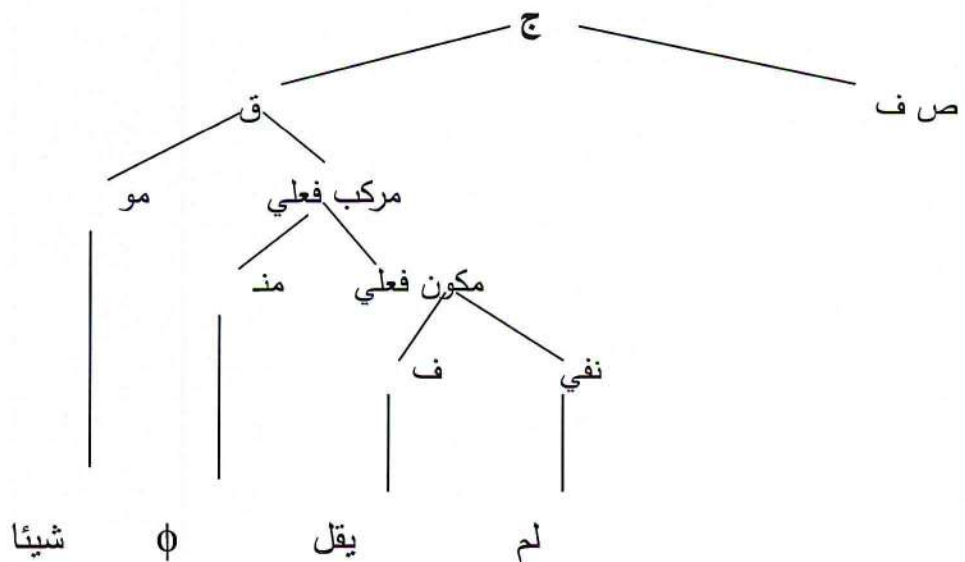 ج
ص ف ق
مركب فعلي مو
مكون فعلي منـ
نفي ف
لم يقل ф شيئا